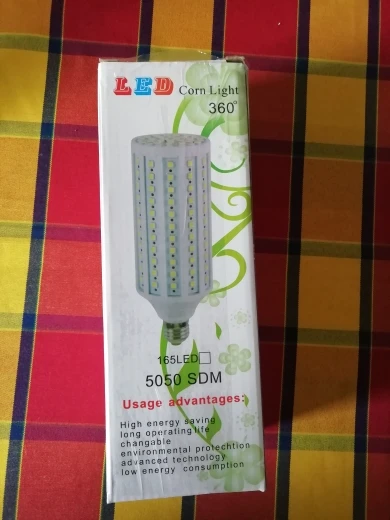 LED Corn Light
360°
165LED□
5050 SDM
Usage advantages:
High energy saving
long operating life
changable
environmental protechtion
advanced technology
low energy consumption